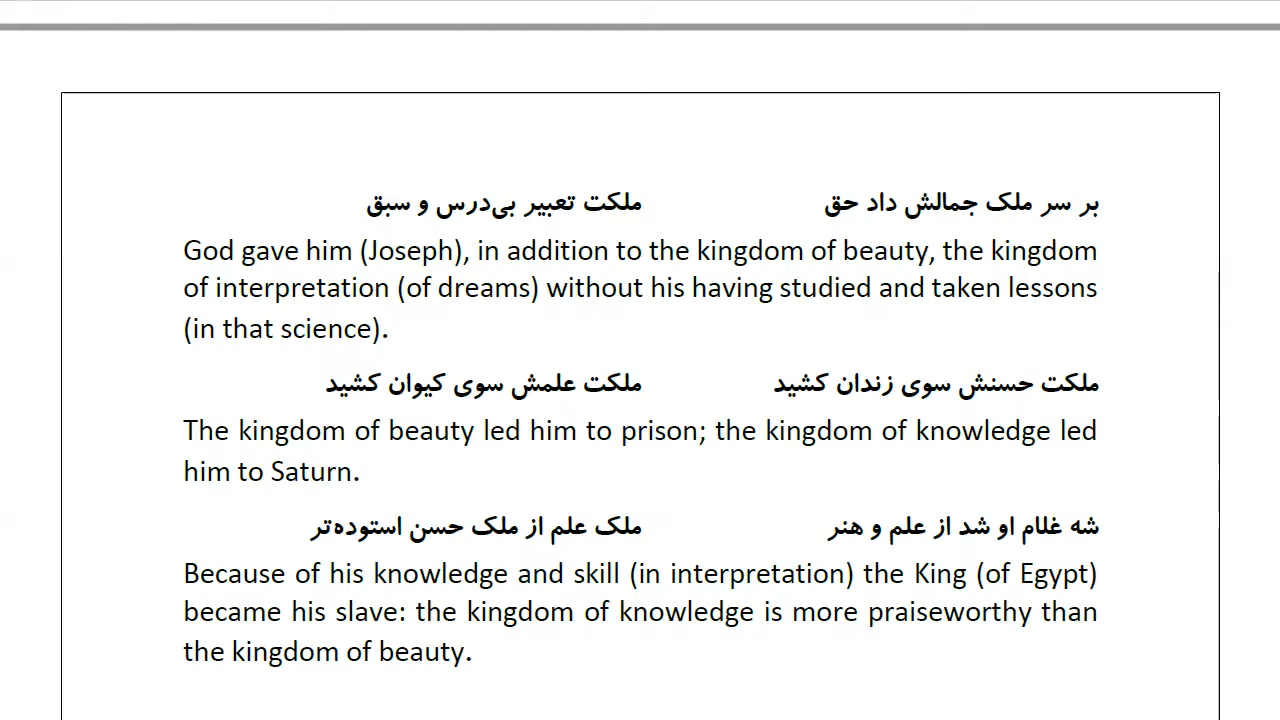 بر سر ملک جمالش داد حق ملکت تعبیر بی‌درس و سبق
God gave him (Joseph), in addition to the kingdom of beauty, the kingdom
of interpretation (of dreams) without his having studied and taken lessons
(in that science).
ملکت حسنش سوی زندان کشید ملکت علمش سوی کیوان کشید
The kingdom of beauty led him to prison; the kingdom of knowledge led
him to Saturn.
شه غلام او شد از علم و هنر ملک علم از ملک حسن استوده‌تر
Because of his knowledge and skill (in interpretation) the King (of Egypt)
became his slave: the kingdom of knowledge is more praiseworthy than
the kingdom of beauty.